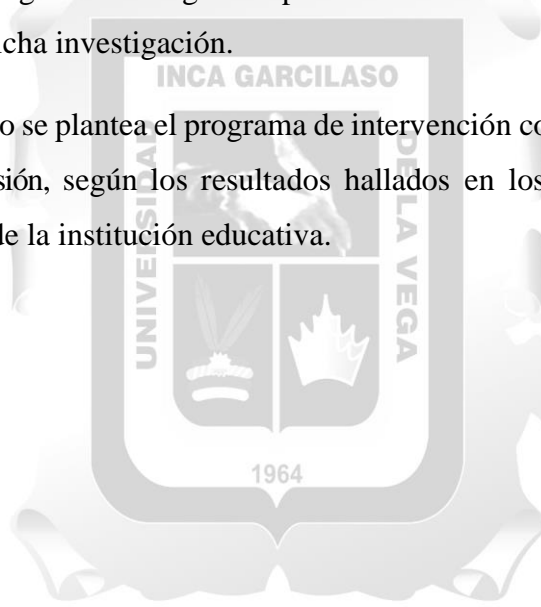 icha investigación.
INCA GARCILASO
o se plantea el programa de intervención co
sión, según los resultados hallados en los
de la institución educativa.
UNIVERSIDAD
DE LA VEGA
1964